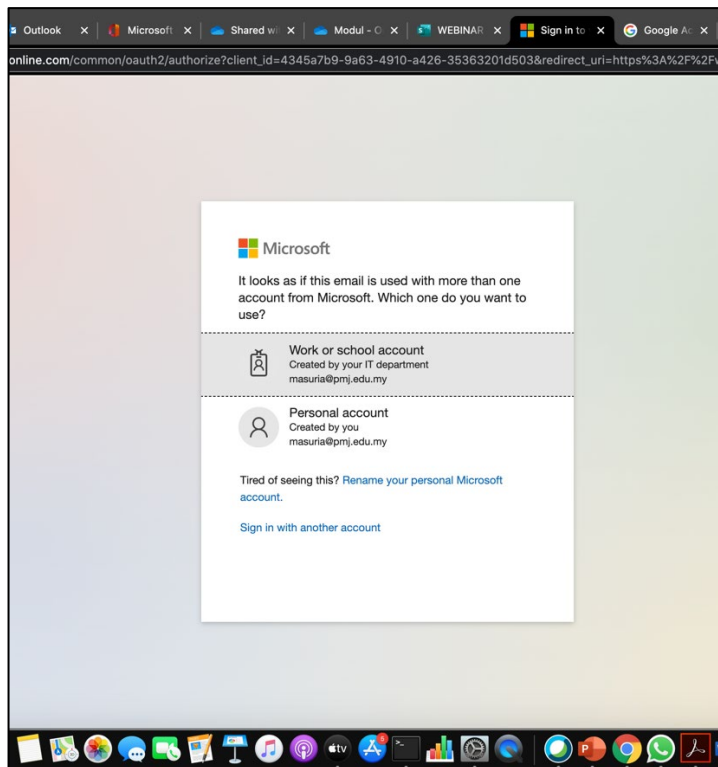 Outlook
Microsoft
Shared wi
Modul - O
WEBINAR
Sign in to
Google Ac
online.com/common/oauth2/authorize?client_id=4345a7b9-9a63-4910-a426-35363201d503&redirect_uri=https%3A%2F%2F
Microsoft
It looks as if this email is used with more than one
account from Microsoft. Which one do you want to
use?
Work or school account
Created by your IT department
masuria@pmj.edu.my
Personal account
Created by you
masuria@pmj.edu.my
Tired of seeing this? Rename your personal Microsoft
account.
Sign in with another account
tv
5